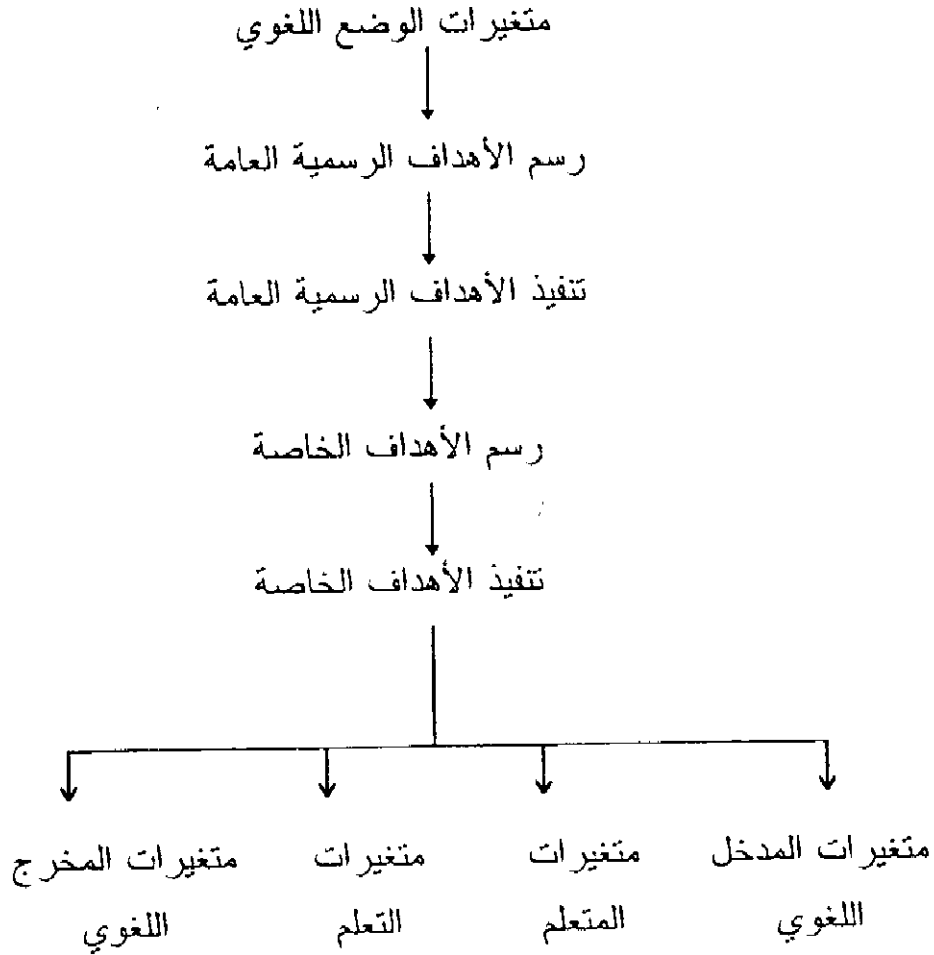 متغيرات الوضع اللغوي
رسم الأهداف الرسمية العامة
تنفيذ الأهداف الرسمية العامة
رسم الأهداف الخاصة
تنفيذ الأهداف الخاصة
متغيرات المدخل متغيرات متغيرات متغيرات المخرج
اللغوي المتعلم التعلم اللغوي